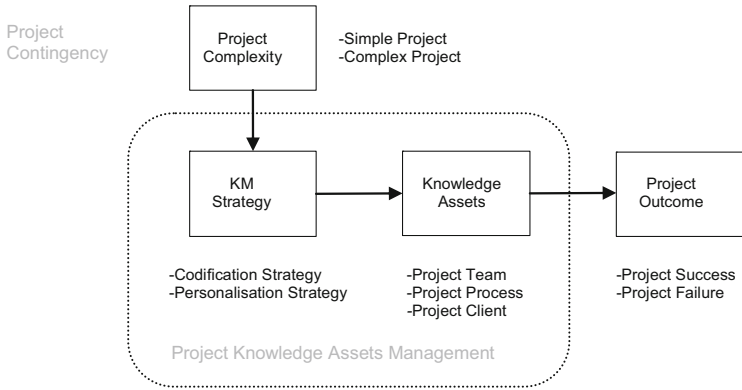 Project
Contingency
Project
Complexity
-Simple Project
-Complex Project
KM
Strategy
Knowledge
Assets
Project
Outcome
-Codification Strategy
-Personalisation Strategy
-Project Team
-Project Process
-Project Client
-Project Success
-Project Failure
Project Knowledge Assets Management